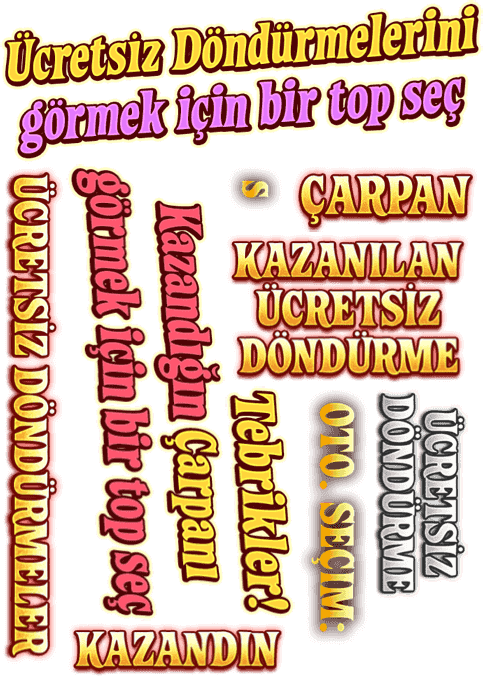 Ücretsiz Döndürmelerini
görmek için bir top seç
s
ÇARPAN
KAZANILAN
ÜCRETSİZ
DÖNDÜRME
ÜCRETSİZ DÖNDÜRMELER
Kazandığın Çarpanı
görmek için bir top seç
Tebrikler!
OTO. SEÇİM:
ÜCRETSİZ
DÖNDÜRME
KAZANDIN